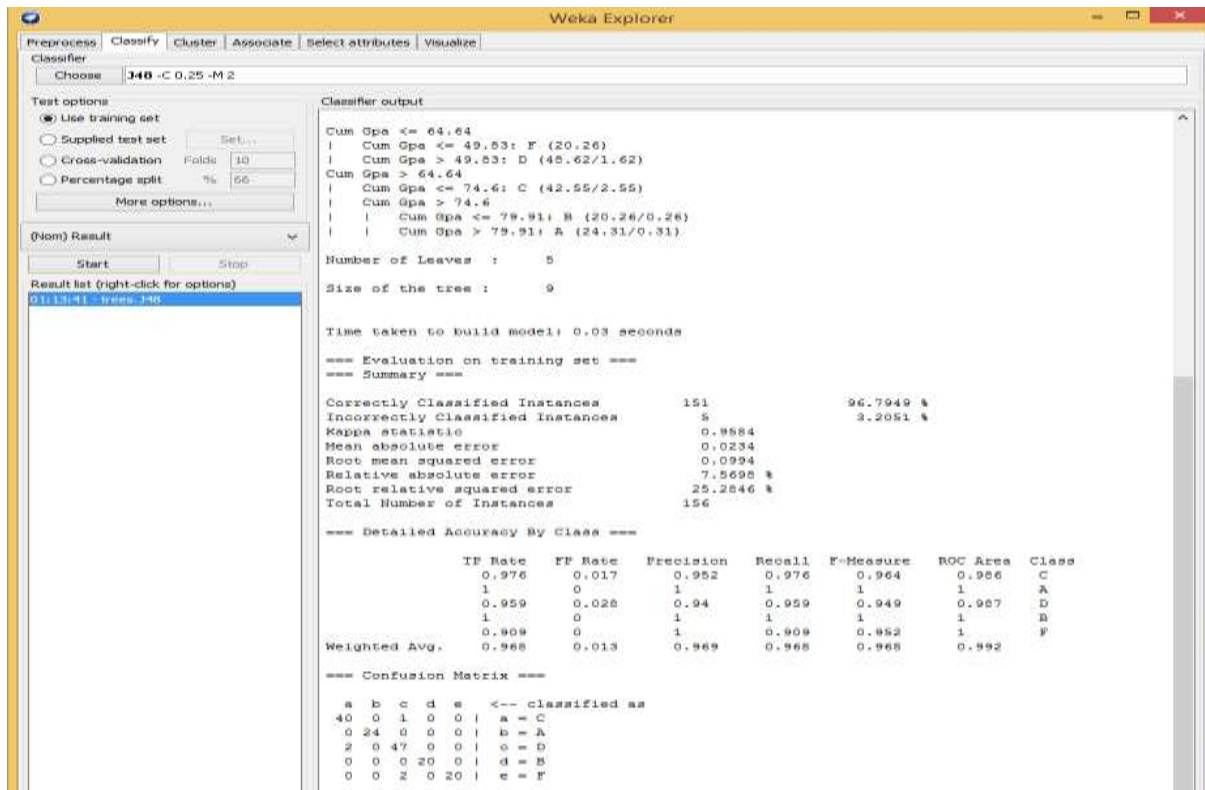 Weka Explorer
Preprocess Classify Cluster Associate Select attributes Visualize
Classifier
Choose J48 -C 0.25 -M 2
Test options
Use training set
Supplied test set Set...
Cross-validation Folds 10
Percentage split % 66
More options...
(Nom) Result
Start Stop
Result list (right-click for options)
01:13:41 - trees.J48
Classifier output
Cum Gpa <= 64.64
| Cum Gpa <= 49.83: F (20.26)
| Cum Gpa > 49.83: D (48.62/1.62)
Cum Gpa > 64.64
| Cum Gpa <= 74.6: C (42.55/2.55)
| Cum Gpa > 74.6
| | Cum Gpa <= 79.91: B (20.26/0.26)
| | Cum Gpa > 79.91: A (24.31/0.31)
Number of Leaves : 5
Size of the tree : 9
Time taken to build model: 0.03 seconds
=== Evaluation on training set ===
=== Summary ===
Correctly Classified Instances 151 96.7949 %
Incorrectly Classified Instances 5 3.2051 %
Kappa statistic 0.9584
Mean absolute error 0.0234
Root mean squared error 0.0994
Relative absolute error 7.5698 %
Root relative squared error 25.2846 %
Total Number of Instances 156
=== Detailed Accuracy By Class ===
TP Rate FP Rate Precision Recall F-Measure ROC Area Class
0.976 0.017 0.952 0.976 0.964 0.986 C
1 0 1 1 1 1 A
0.959 0.028 0.94 0.959 0.949 0.987 D
1 0 1 1 1 1 B
0.909 0 1 0.909 0.952 1 F
Weighted Avg. 0.968 0.013 0.969 0.968 0.968 0.992
=== Confusion Matrix ===
a b c d e <-- classified as
40 0 1 0 0 | a = C
0 24 0 0 0 | b = A
2 0 47 0 0 | c = D
0 0 0 20 0 | d = B
0 0 2 0 20 | e = F